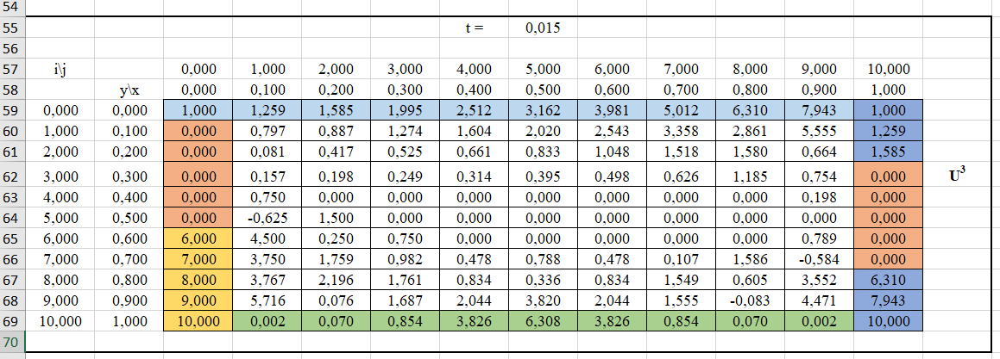 54
55 t = 0,015
56
57 i\j 0,000 1,000 2,000 3,000 4,000 5,000 6,000 7,000 8,000 9,000 10,000
58 y\x 0,000 0,100 0,200 0,300 0,400 0,500 0,600 0,700 0,800 0,900 1,000
59 0,000 0,000 1,000 1,259 1,585 1,995 2,512 3,162 3,981 5,012 6,310 7,943 1,000
60 1,000 0,100 0,000 0,797 0,887 1,274 1,604 2,020 2,543 3,358 2,861 5,555 1,259
61 2,000 0,200 0,000 0,081 0,417 0,525 0,661 0,833 1,048 1,518 1,580 0,664 1,585
62 3,000 0,300 0,000 0,157 0,198 0,249 0,314 0,395 0,498 0,626 1,185 0,754 0,000 U³
63 4,000 0,400 0,000 0,750 0,000 0,000 0,000 0,000 0,000 0,000 0,000 0,198 0,000
64 5,000 0,500 0,000 -0,625 1,500 0,000 0,000 0,000 0,000 0,000 0,000 0,000 0,000
65 6,000 0,600 6,000 4,500 0,250 0,750 0,000 0,000 0,000 0,000 0,000 0,789 0,000
66 7,000 0,700 7,000 3,750 1,759 0,982 0,478 0,788 0,478 0,107 1,586 -0,584 0,000
67 8,000 0,800 8,000 3,767 2,196 1,761 0,834 0,336 0,834 1,549 0,605 3,552 6,310
68 9,000 0,900 9,000 5,716 0,076 1,687 2,044 3,820 2,044 1,555 -0,083 4,471 7,943
69 10,000 1,000 10,000 0,002 0,070 0,854 3,826 6,308 3,826 0,854 0,070 0,002 10,000
70